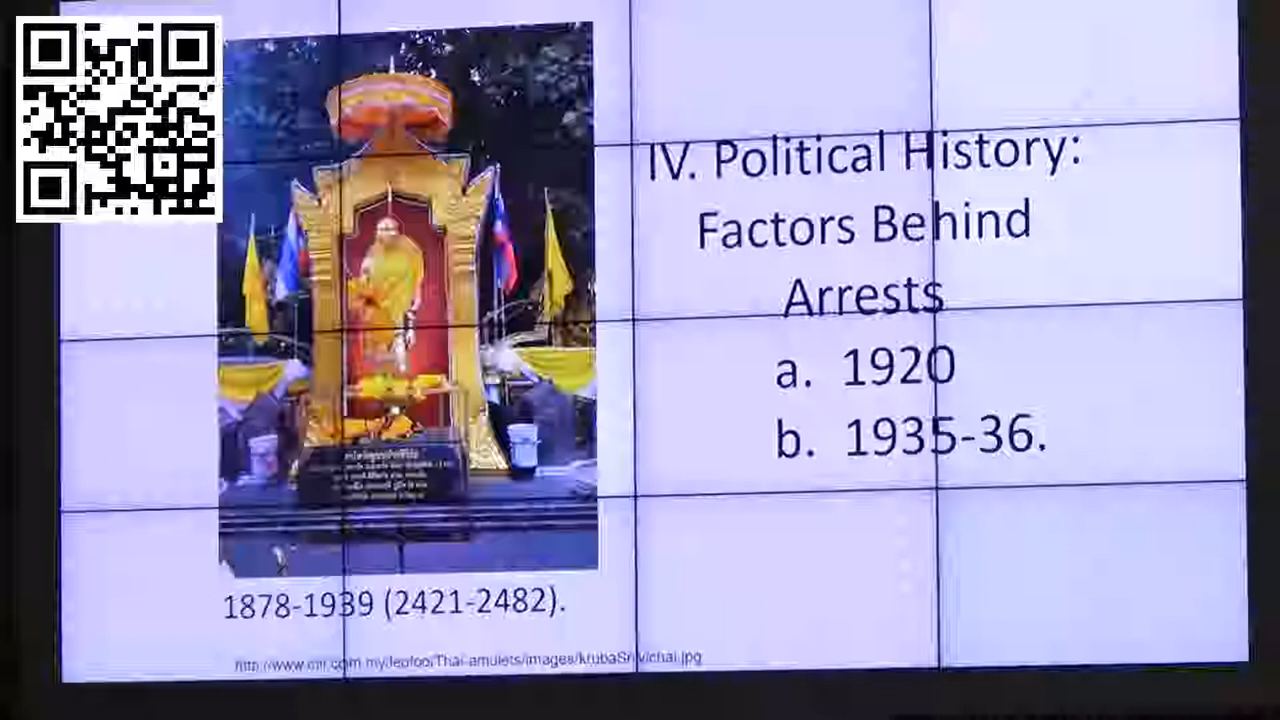 IV. Political History:
Factors Behind
Arrests
a. 1920
b. 1935-36.
1878-1939 (2421-2482).